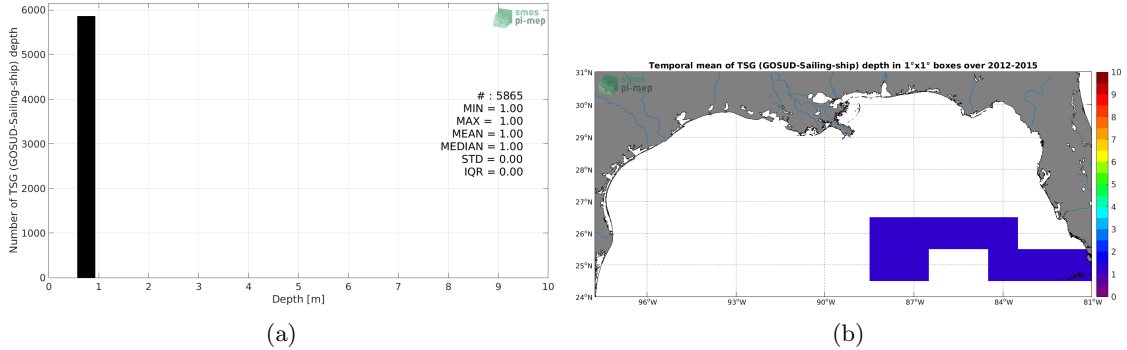 smos
pi-mep
6000
5000
4000
3000
2000
1000
0
Number of TSG (GOSUD-Sailing-ship) depth
# : 5865
MIN = 1.00
MAX = 1.00
MEAN = 1.00
MEDIAN = 1.00
STD = 0.00
IQR = 0.00
0 1 2 3 4 5 6 7 8 9 10
Depth [m]
(a)
Temporal mean of TSG (GOSUD-Sailing-ship) depth in 1°x1° boxes over 2012-2015
smos
pi-mep
31°N
30°N
29°N
28°N
27°N
26°N
25°N
24°N
96°W 93°W 90°W 87°W 84°W 81°W
10
9
8
7
6
5
4
3
2
1
0
(b)